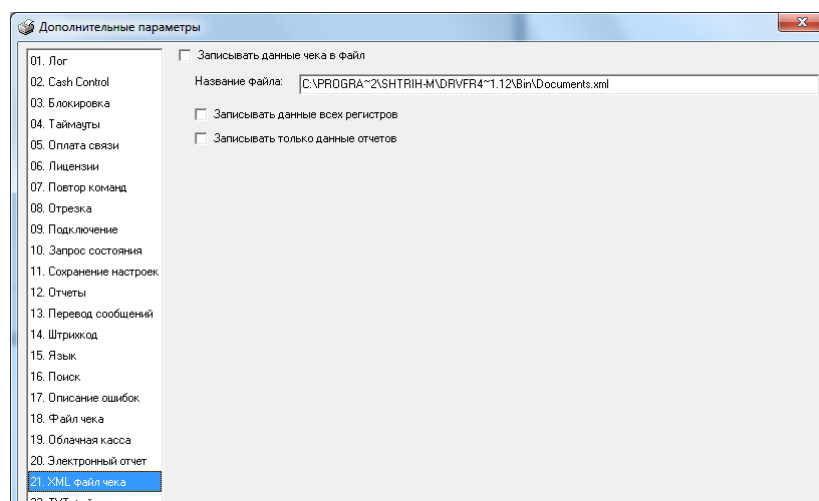 Дополнительные параметры
01. Лог
02. Cash Control
03. Блокировка
04. Таймауты
05. Оплата связи
06. Лицензии
07. Повтор команд
08. Отрезка
09. Подключение
10. Запрос состояния
11. Сохранение настроек
12. Отчеты
13. Перевод сообщений
14. Штрихкод
15. Язык
16. Поиск
17. Описание ошибок
18. Файл чека
19. Облачная касса
20. Электронный отчет
21. XML файл чека
Записывать данные чека в файл
Название файла: C:\PROGRA~2\SHTRIH-M\DRVFR4~1.12\Bin\Documents.xml
Записывать данные всех регистров
Записывать только данные отчетов